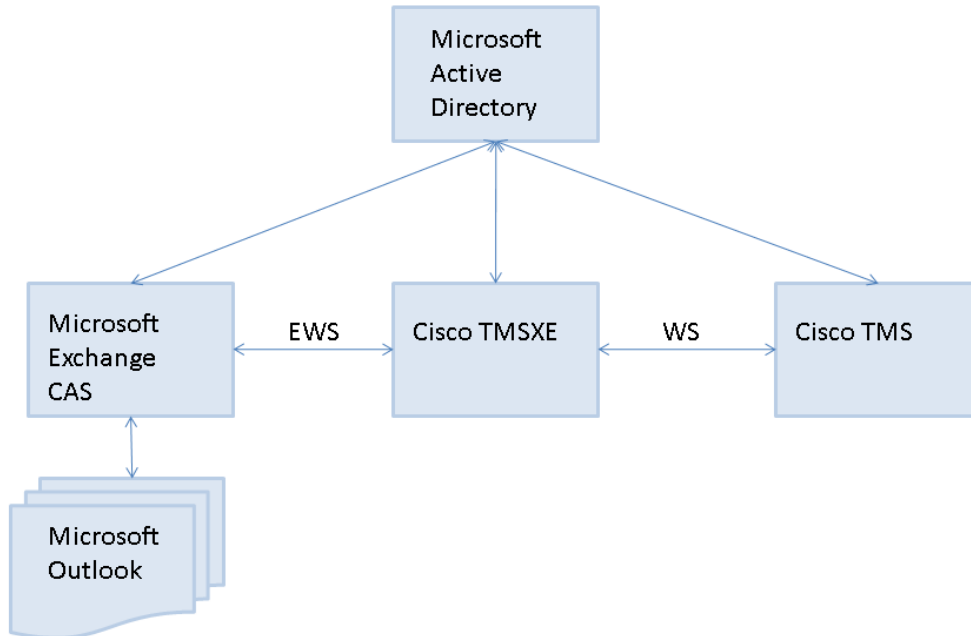 Microsoft
Active
Directory
Microsoft
Exchange
CAS
EWS
Cisco TMSXE
WS
Cisco TMS
Microsoft
Outlook